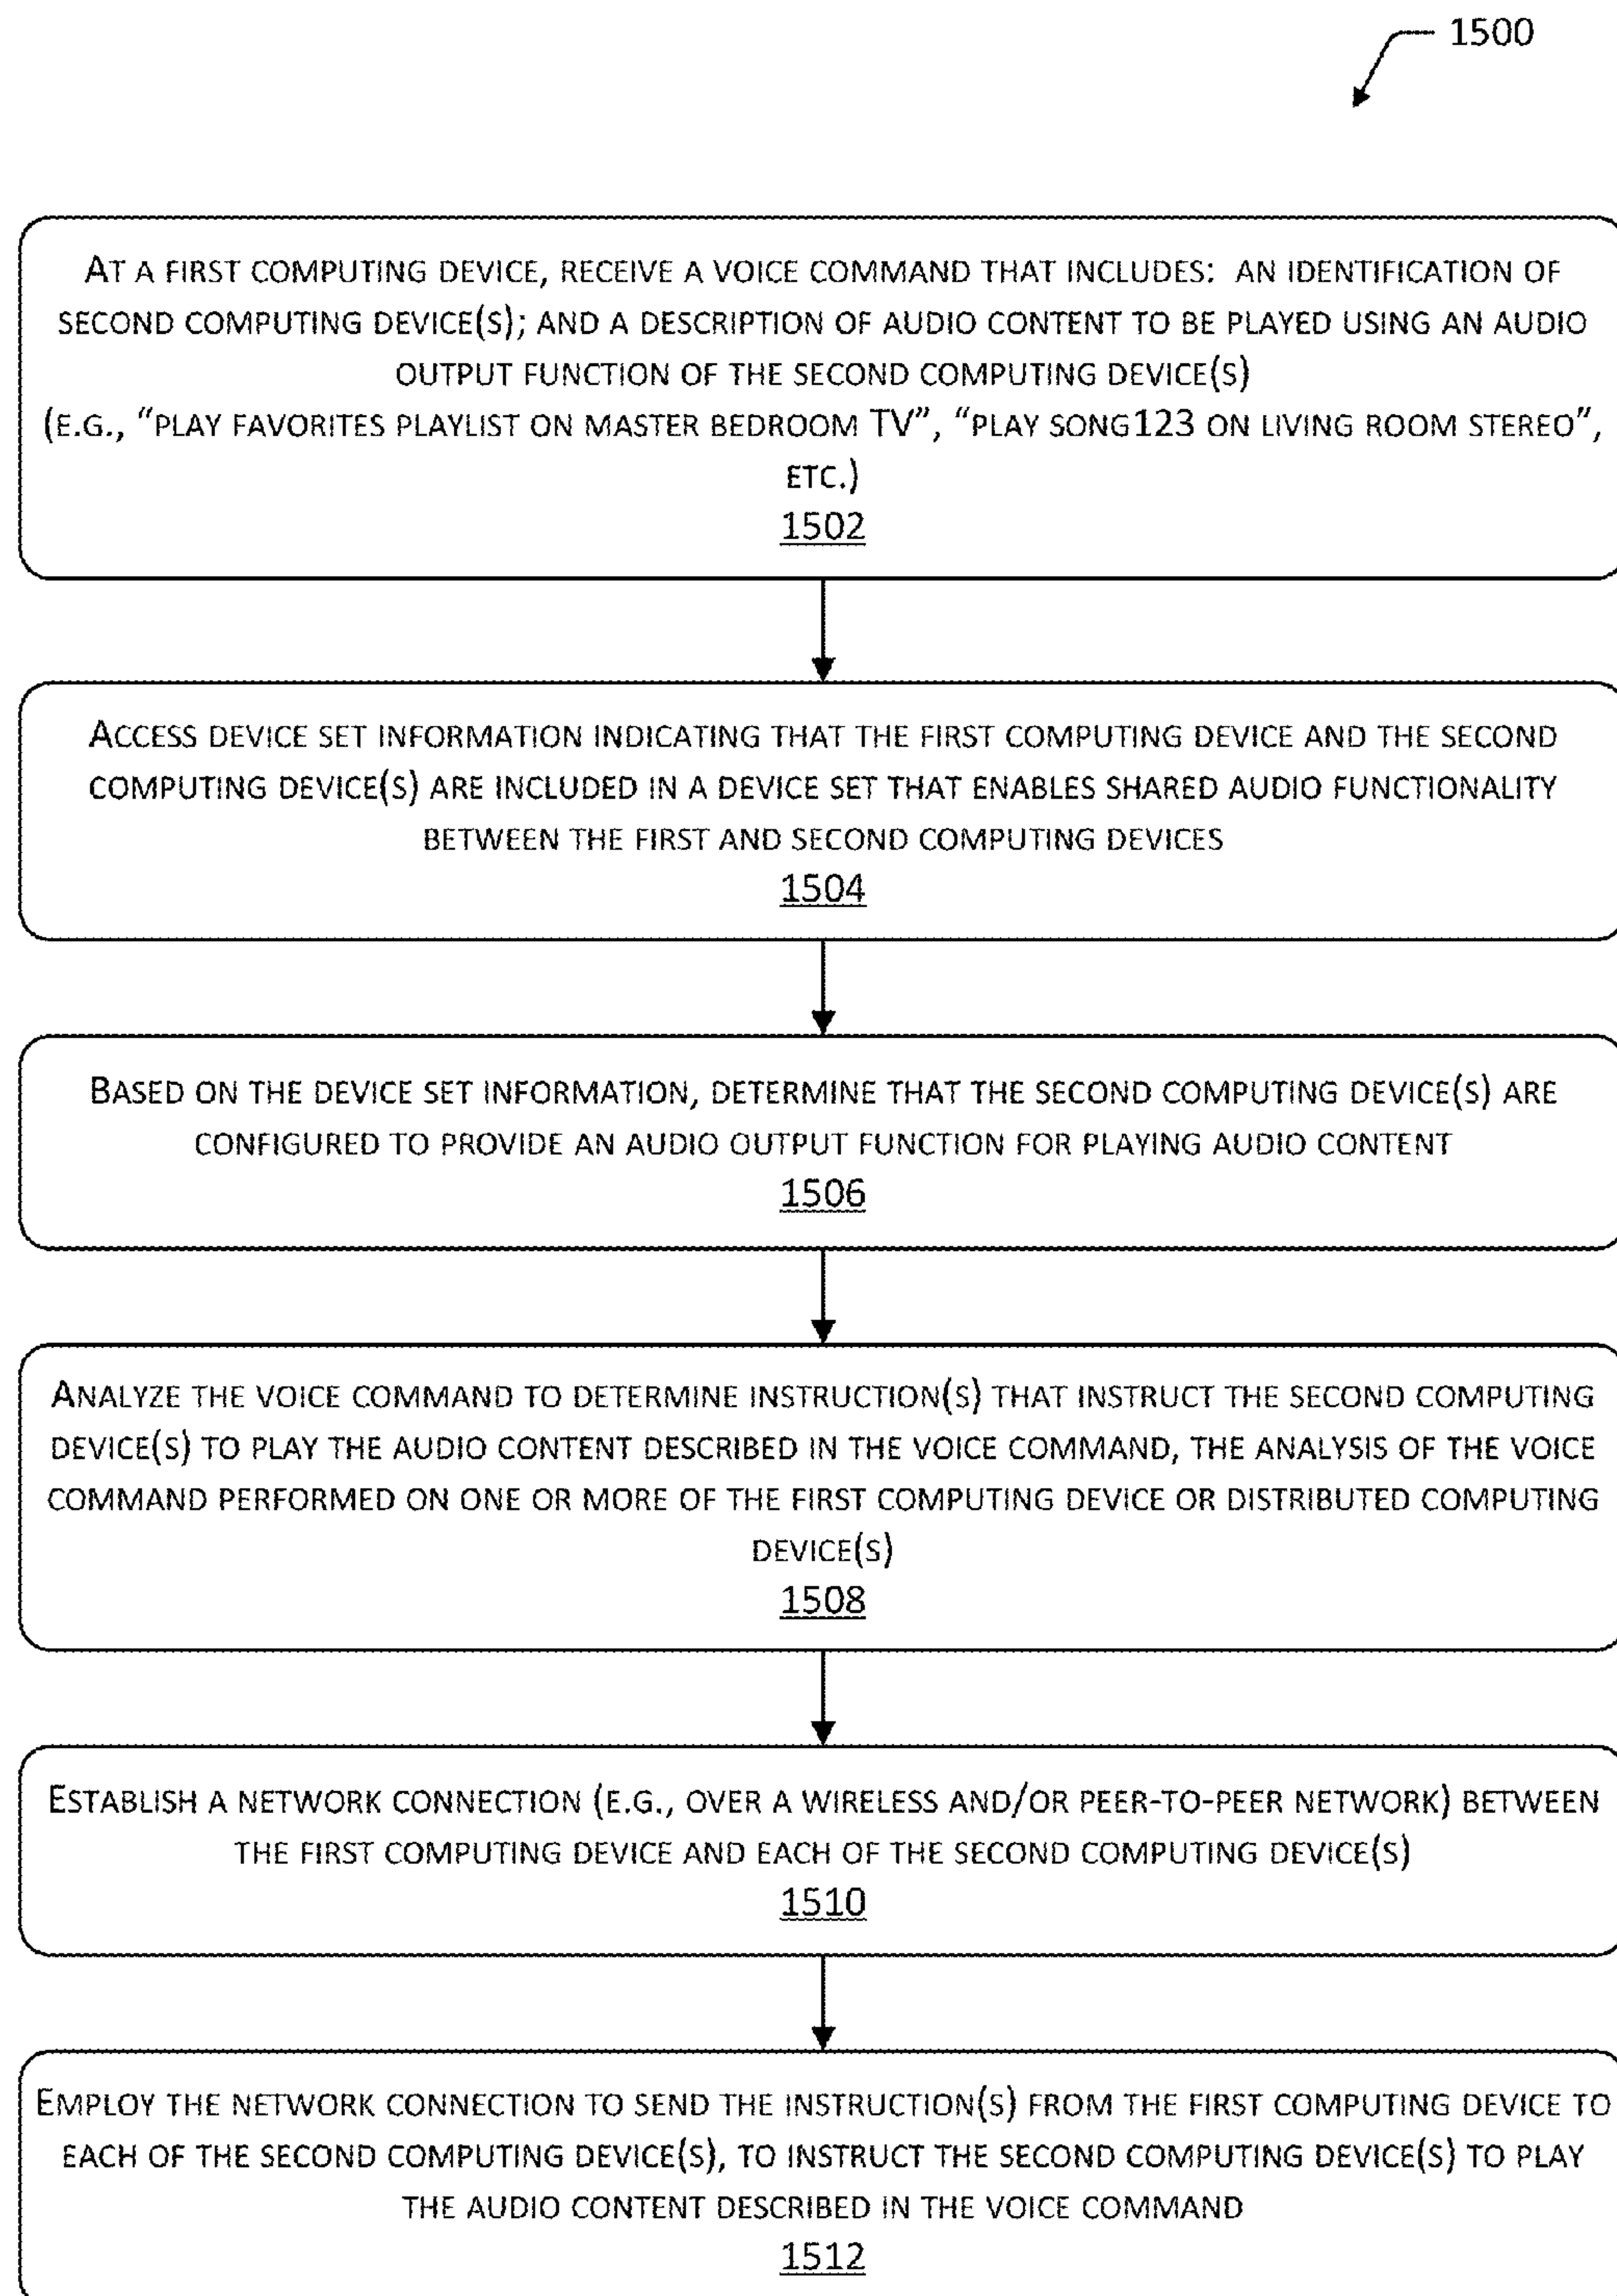 1500
AT A FIRST COMPUTING DEVICE, RECEIVE A VOICE COMMAND THAT INCLUDES: AN IDENTIFICATION OF
SECOND COMPUTING DEVICE(S); AND A DESCRIPTION OF AUDIO CONTENT TO BE PLAYED USING AN AUDIO
OUTPUT FUNCTION OF THE SECOND COMPUTING DEVICE(S)
(E.G., "PLAY FAVORITES PLAYLIST ON MASTER BEDROOM TV", "PLAY SONG123 ON LIVING ROOM STEREO",
ETC.)
1502
ACCESS DEVICE SET INFORMATION INDICATING THAT THE FIRST COMPUTING DEVICE AND THE SECOND
COMPUTING DEVICE(S) ARE INCLUDED IN A DEVICE SET THAT ENABLES SHARED AUDIO FUNCTIONALITY
BETWEEN THE FIRST AND SECOND COMPUTING DEVICES
1504
BASED ON THE DEVICE SET INFORMATION, DETERMINE THAT THE SECOND COMPUTING DEVICE(S) ARE
CONFIGURED TO PROVIDE AN AUDIO OUTPUT FUNCTION FOR PLAYING AUDIO CONTENT
1506
ANALYZE THE VOICE COMMAND TO DETERMINE INSTRUCTION(S) THAT INSTRUCT THE SECOND COMPUTING
DEVICE(S) TO PLAY THE AUDIO CONTENT DESCRIBED IN THE VOICE COMMAND, THE ANALYSIS OF THE VOICE
COMMAND PERFORMED ON ONE OR MORE OF THE FIRST COMPUTING DEVICE OR DISTRIBUTED COMPUTING
DEVICE(S)
1508
ESTABLISH A NETWORK CONNECTION (E.G., OVER A WIRELESS AND/OR PEER-TO-PEER NETWORK) BETWEEN
THE FIRST COMPUTING DEVICE AND EACH OF THE SECOND COMPUTING DEVICE(S)
1510
EMPLOY THE NETWORK CONNECTION TO SEND THE INSTRUCTION(S) FROM THE FIRST COMPUTING DEVICE TO
EACH OF THE SECOND COMPUTING DEVICE(S), TO INSTRUCT THE SECOND COMPUTING DEVICE(S) TO PLAY
THE AUDIO CONTENT DESCRIBED IN THE VOICE COMMAND
1512